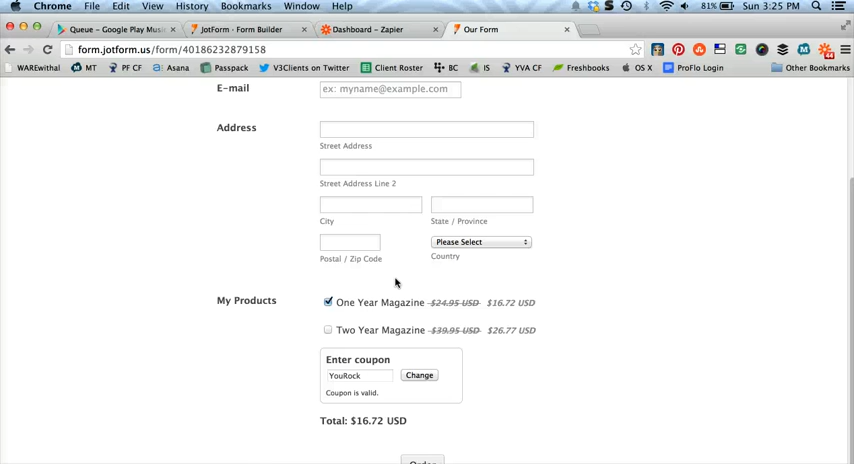 Chrome File Edit View History Bookmarks Window Help 81% Sun 3:25 PM
Queue – Google Play Music JotForm · Form Builder Dashboard – Zapier Our Form
form.jotform.us/form/40186232879158 44
WAREwithal MT PF CF Asana Passpack V3Clients on Twitter Client Roster BC IS YVA CF Freshbooks OS X ProFlo Login Other Bookmarks
E-mail ex: myname@example.com
Address
Street Address
Street Address Line 2
City State / Province
Please Select
Postal / Zip Code Country
My Products One Year Magazine $24.95 USD $16.72 USD
Two Year Magazine $39.95 USD $26.77 USD
Enter coupon
YouRock Change
Coupon is valid.
Total: $16.72 USD
Order